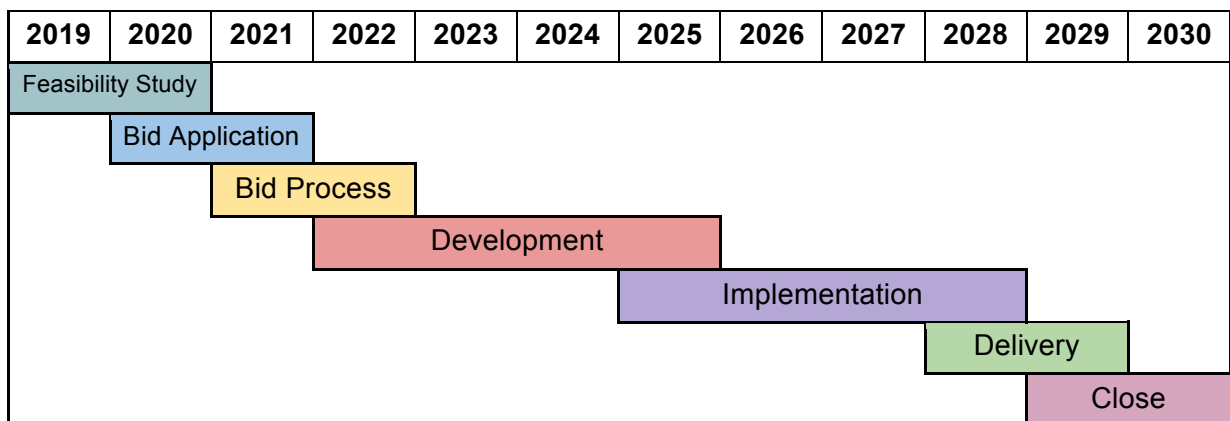 2019 2020 2021 2022 2023 2024 2025 2026 2027 2028 2029 2030
Feasibility Study
Bid Application
Bid Process
Development
Implementation
Delivery
Close